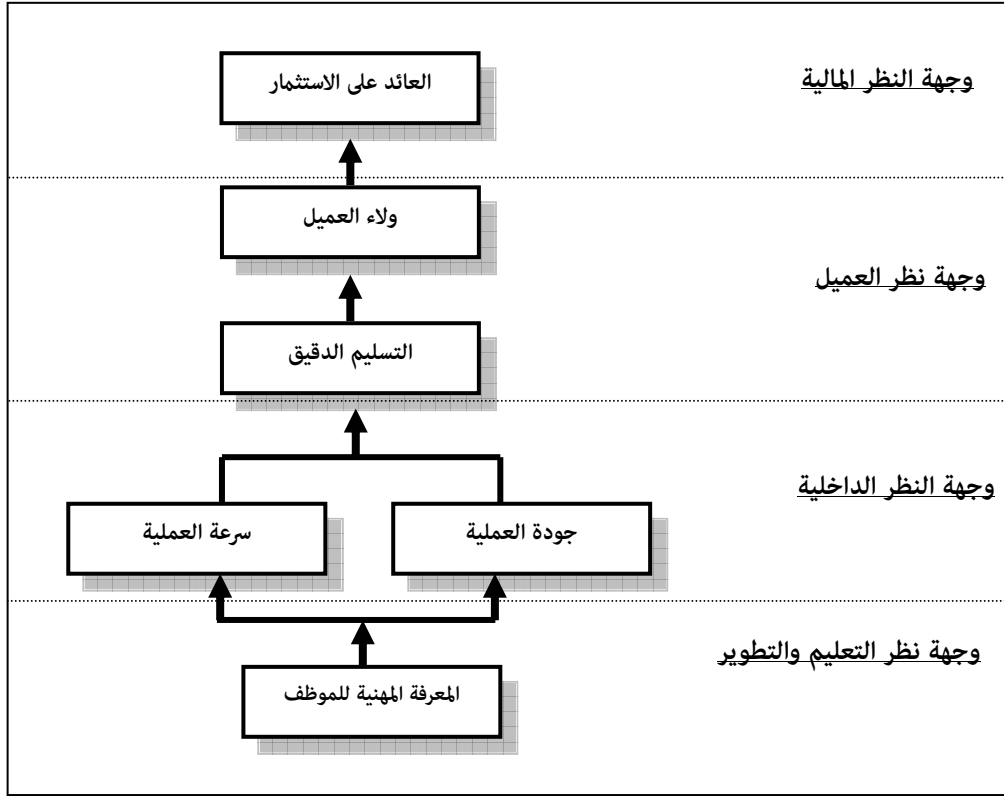 وجهة النظر المالية
العائد على الاستثمار
وجهة نظر العميل
ولاء العميل
التسليم الدقيق
وجهة النظر الداخلية
جودة العملية
سرعة العملية
وجهة نظر التعليم والتطوير
المعرفة المهنية للموظف